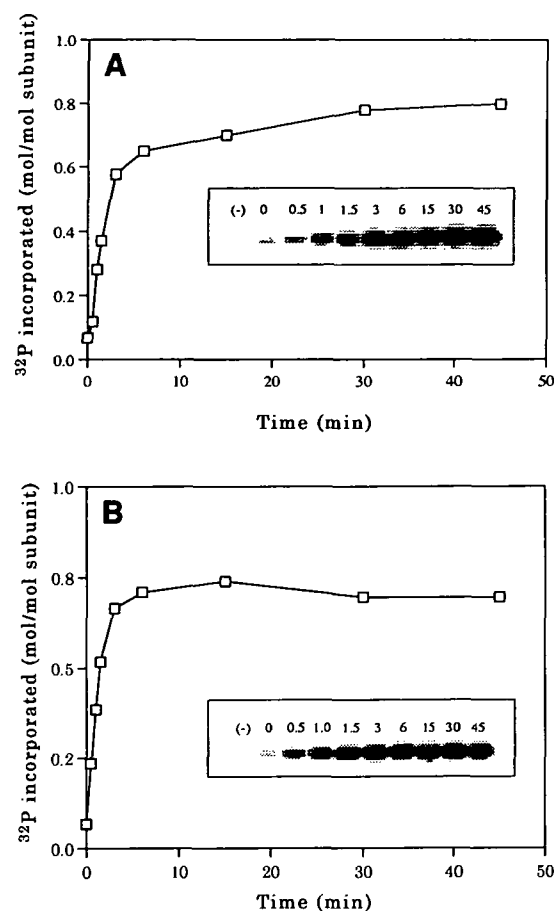 A
1.0
0.8
0.6
0.4
0.2
0.0
³²P incorporated (mol/mol subunit)
(-) 0 0.5 1 1.5 3 6 15 30 45
0 10 20 30 40 50
Time (min)
B
1.0
0.8
0.5
0.2
0.0
³²P incorporated (mol/mol subunit)
(-) 0 0.5 1.0 1.5 3 6 15 30 45
0 10 20 30 40 50
Time (min)